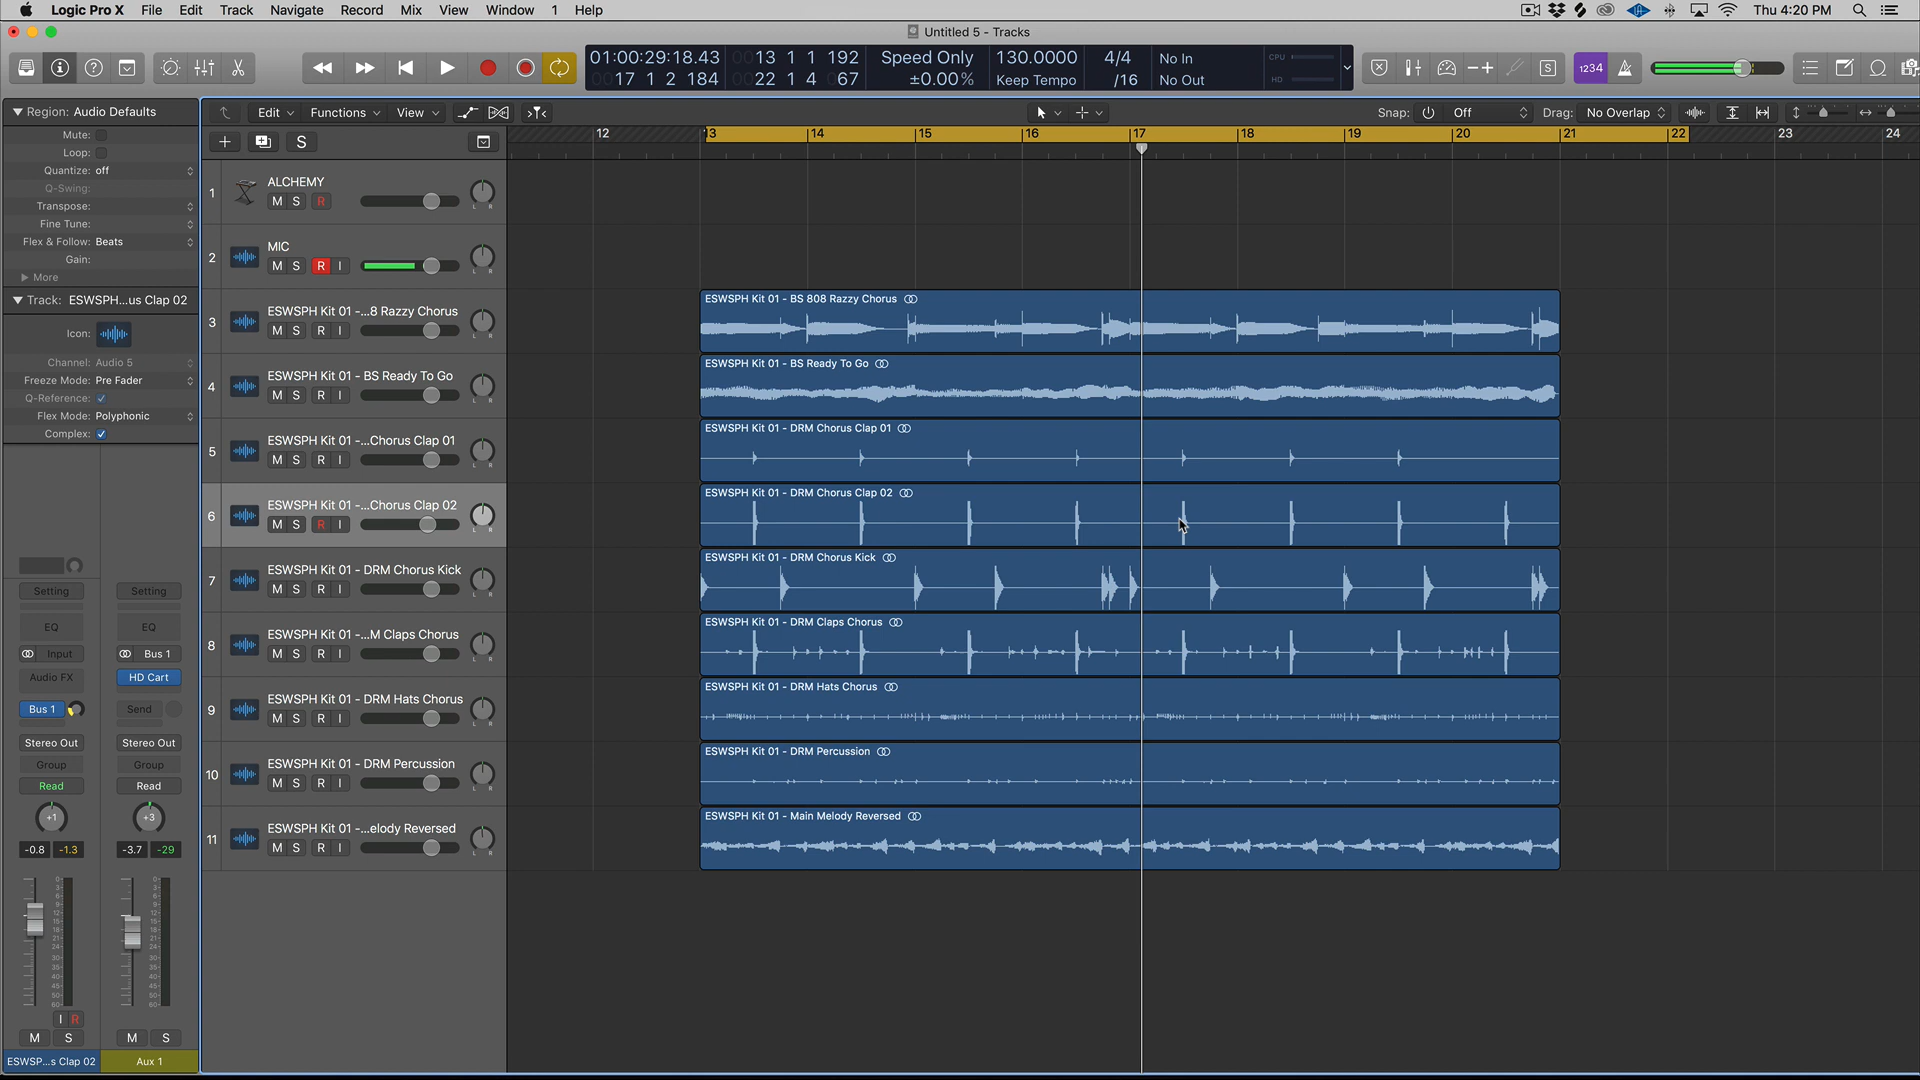 Logic Pro X File Edit Track Navigate Record Mix View Window 1 Help Thu 4:20 PM
Untitled 5 - Tracks
01:00:29:18.43 0013 1 1 192 Speed Only 130.0000 4/4 No In CPU
0017 1 2 184 0022 1 4 067 ±0.00% Keep Tempo /16 No Out HD
S 1234
Region: Audio Defaults
Edit Functions View Snap: Off Drag: No Overlap
Mute:
Loop:
Quantize: off
Q-Swing:
Transpose:
Fine Tune:
Flex & Follow: Beats
Gain:
More
Track: ESWSPH...us Clap 02
Icon:
Channel: Audio 5
Freeze Mode: Pre Fader
Q-Reference:
Flex Mode: Polyphonic
Complex:
S
12 13 14 15 16 17 18 19 20 21 22 23 24
1 ALCHEMY
M S R L R
2 MIC
M S R I L R
3 ESWSPH Kit 01 -...8 Razzy Chorus
M S R I L R
ESWSPH Kit 01 - BS 808 Razzy Chorus
4 ESWSPH Kit 01 - BS Ready To Go
M S R I L R
ESWSPH Kit 01 - BS Ready To Go
5 ESWSPH Kit 01 -...Chorus Clap 01
M S R I L R
ESWSPH Kit 01 - DRM Chorus Clap 01
6 ESWSPH Kit 01 -...Chorus Clap 02
M S R I L R
ESWSPH Kit 01 - DRM Chorus Clap 02
7 ESWSPH Kit 01 - DRM Chorus Kick
M S R I L R
ESWSPH Kit 01 - DRM Chorus Kick
8 ESWSPH Kit 01 -...M Claps Chorus
M S R I L R
ESWSPH Kit 01 - DRM Claps Chorus
9 ESWSPH Kit 01 - DRM Hats Chorus
M S R I L R
ESWSPH Kit 01 - DRM Hats Chorus
10 ESWSPH Kit 01 - DRM Percussion
M S R I L R
ESWSPH Kit 01 - DRM Percussion
11 ESWSPH Kit 01 -...elody Reversed
M S R I L R
ESWSPH Kit 01 - Main Melody Reversed
Setting Setting
EQ EQ
Input Bus 1
Audio FX HD Cart
Bus 1 Send
Stereo Out Stereo Out
Group Group
Read Read
+1 +3
-0.8 -1.3 -3.7 -29
I R
M S M S
ESWSP...s Clap 02 Aux 1